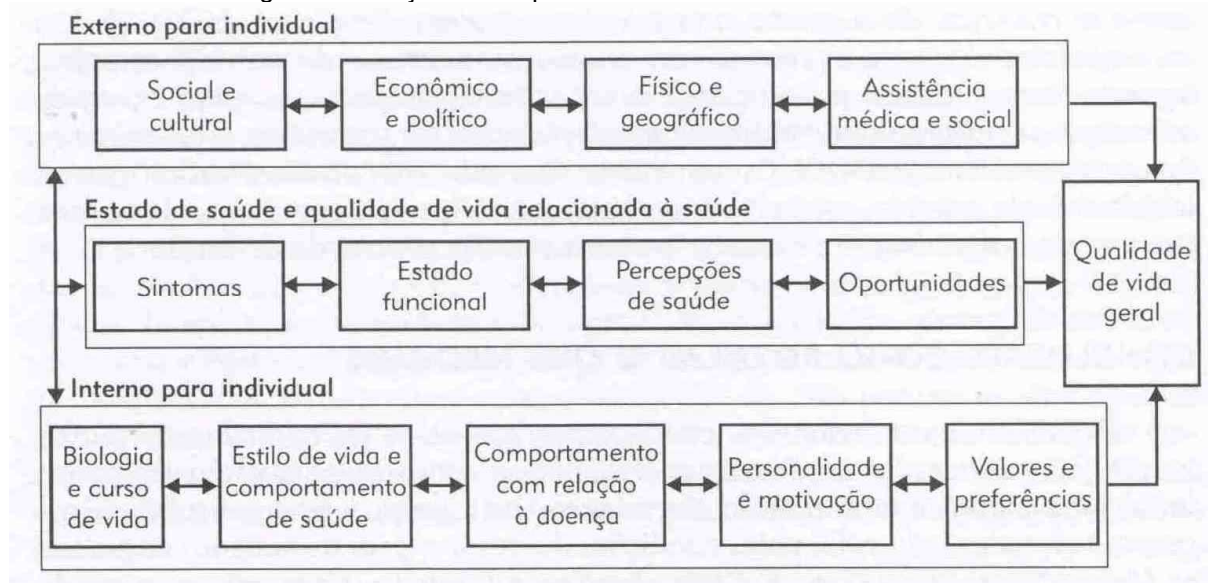 Externo para individual
Social e
cultural
Econômico
e político
Físico e
geográfico
Assistência
médica e social
Estado de saúde e qualidade de vida relacionada à saúde
Sintomas
Estado
funcional
Percepções
de saúde
Oportunidades
Qualidade
de vida
geral
Interno para individual
Biologia
e curso
de vida
Estilo de vida e
comportamento
de saúde
Comportamento
com relação
à doença
Personalidade
e motivação
Valores e
preferências